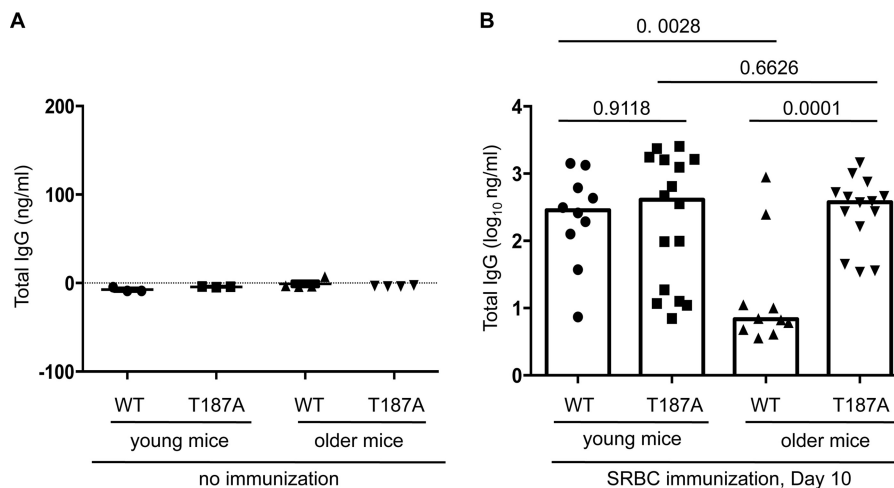 A
Total IgG (ng/ml)
200
100
0
-100
WT T187A WT T187A
young mice older mice
no immunization
B
0. 0028
0.6626
0.9118 0.0001
Total IgG (log10 ng/ml)
4
3
2
1
0
WT T187A WT T187A
young mice older mice
SRBC immunization, Day 10